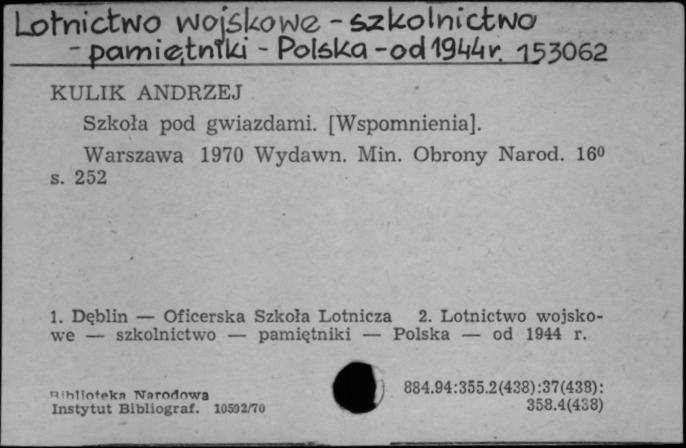 Lotnictwo wojskowe - szkolnictwo
- pamiętniki - Polska - od 1944 r. 153062
KULIK ANDRZEJ
Szkoła pod gwiazdami. [Wspomnienia].
Warszawa 1970 Wydawn. Min. Obrony Narod. 16⁰
s. 252
1. Dęblin — Oficerska Szkoła Lotnicza 2. Lotnictwo wojsko-
we — szkolnictwo — pamiętniki — Polska — od 1944 r.
Biblioteka Narodowa
Instytut Bibliograf. 10592/70
884.94:355.2(438):37(438):
358.4(438)